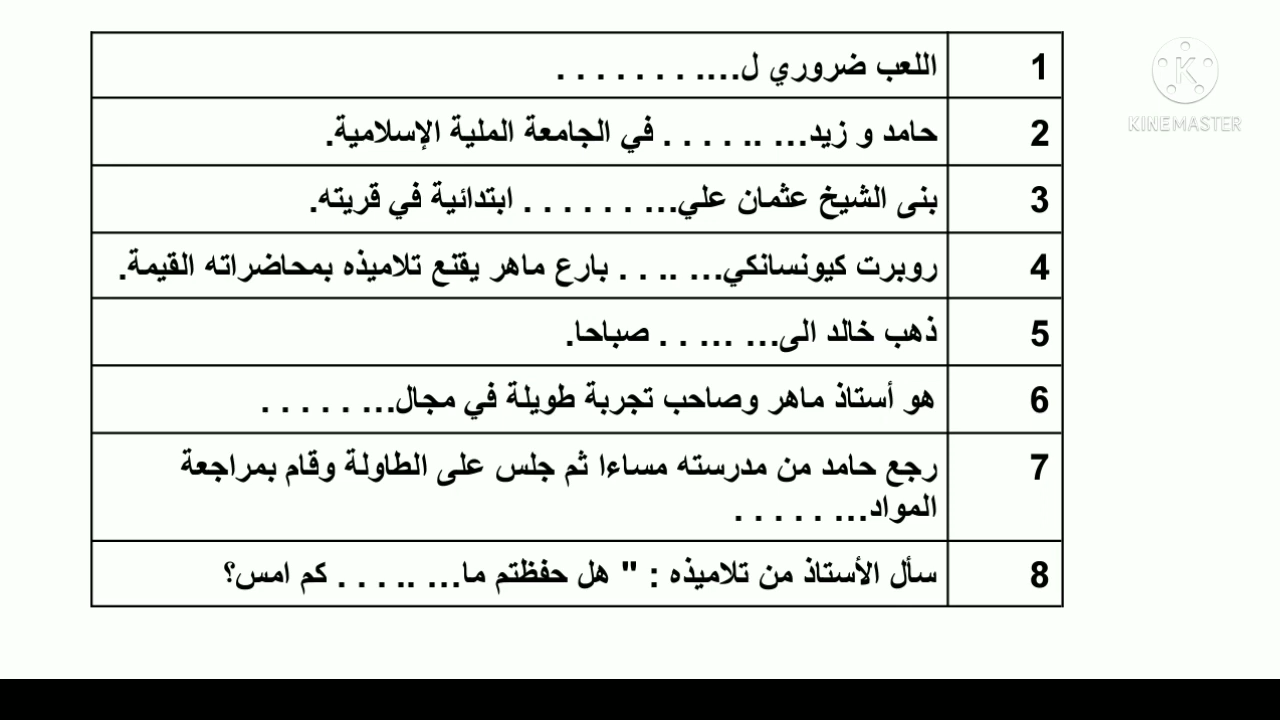 1 اللعب ضروري ل.... . . . . . . .
2 حامد و زيد... .. . . . . . في الجامعة الملية الإسلامية.
3 بنى الشيخ عثمان علي... . . . . . . ابتدائية في قريته.
4 روبرت كيونسانكي... .. . . . بارع ماهر يقتنع تلاميذه بمحاضراته القيمة.
5 ذهب خالد الى... ... . . صباحا.
6 هو أستاذ ماهر وصاحب تجربة طويلة في مجال... . . . . .
7 رجع حامد من مدرسته مساءا ثم جلس على الطاولة وقام بمراجعة
المواد... . . . . .
8 سأل الأستاذ من تلاميذه : " هل حفظتم ما... .. . . . كم امس؟
KINEMASTER